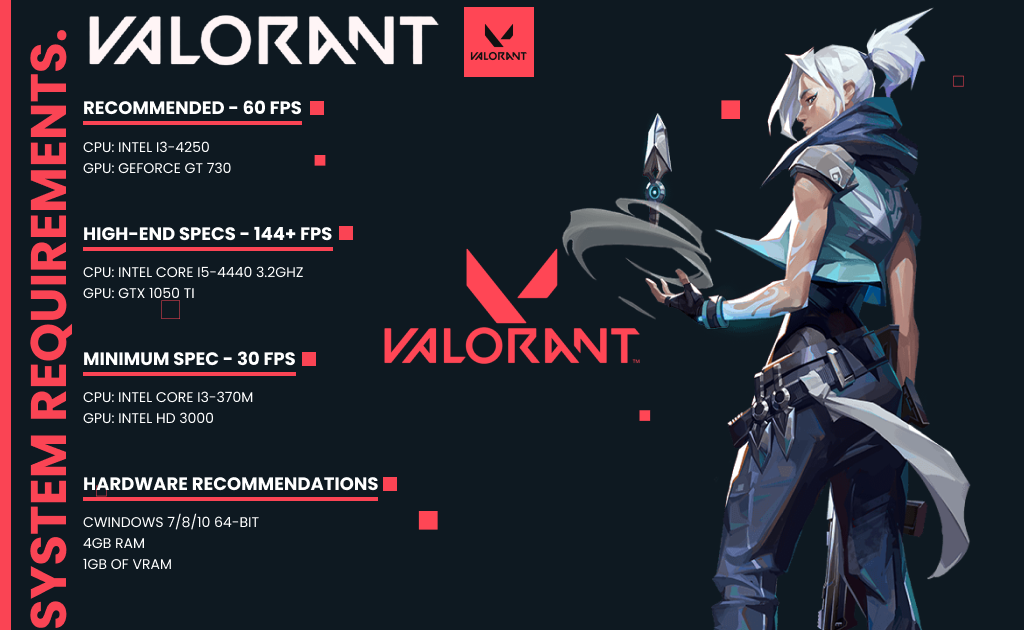 SYSTEM REQUIREMENTS.
VALORANT
VALORANT
RECOMMENDED - 60 FPS
CPU: INTEL I3-4250
GPU: GEFORCE GT 730
HIGH-END SPECS - 144+ FPS
CPU: INTEL CORE I5-4440 3.2GHZ
GPU: GTX 1050 TI
MINIMUM SPEC - 30 FPS
CPU: INTEL CORE I3-370M
GPU: INTEL HD 3000
HARDWARE RECOMMENDATIONS
CWINDOWS 7/8/10 64-BIT
4GB RAM
1GB OF VRAM
VALORANT™